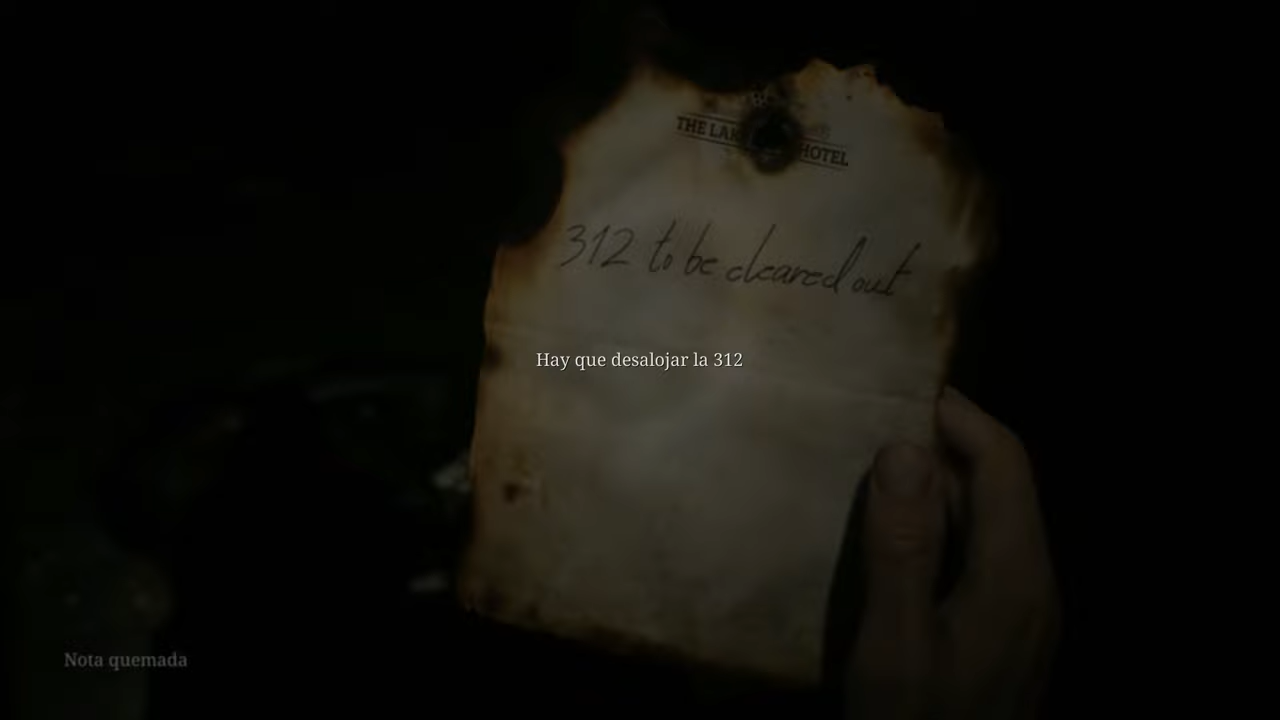 THE LA HOTEL
312 to be cleared out
Hay que desalojar la 312
Nota quemada